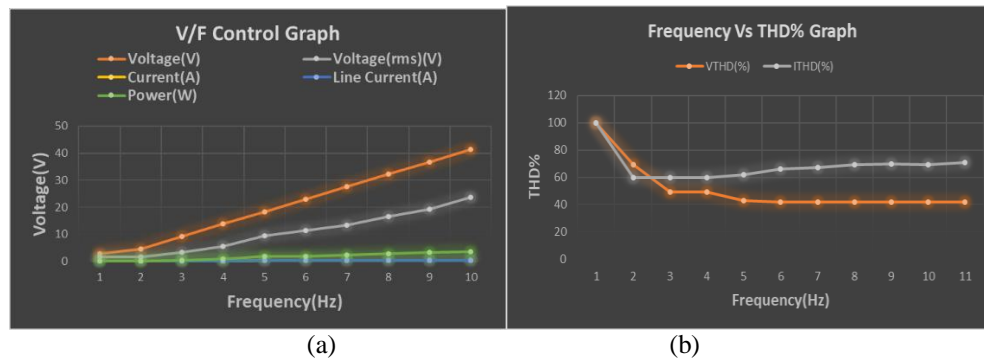 V/F Control Graph
Voltage(V) Voltage(rms)(V)
Current(A) Line Current(A)
Power(W)
50
40
30
20
10
0
Voltage(V)
1 2 3 4 5 6 7 8 9 10
Frequency(Hz)
(a)
Frequency Vs THD% Graph
VTHD(%) ITHD(%)
120
100
80
60
40
20
0
THD%
1 2 3 4 5 6 7 8 9 10 11
Frequency(Hz)
(b)